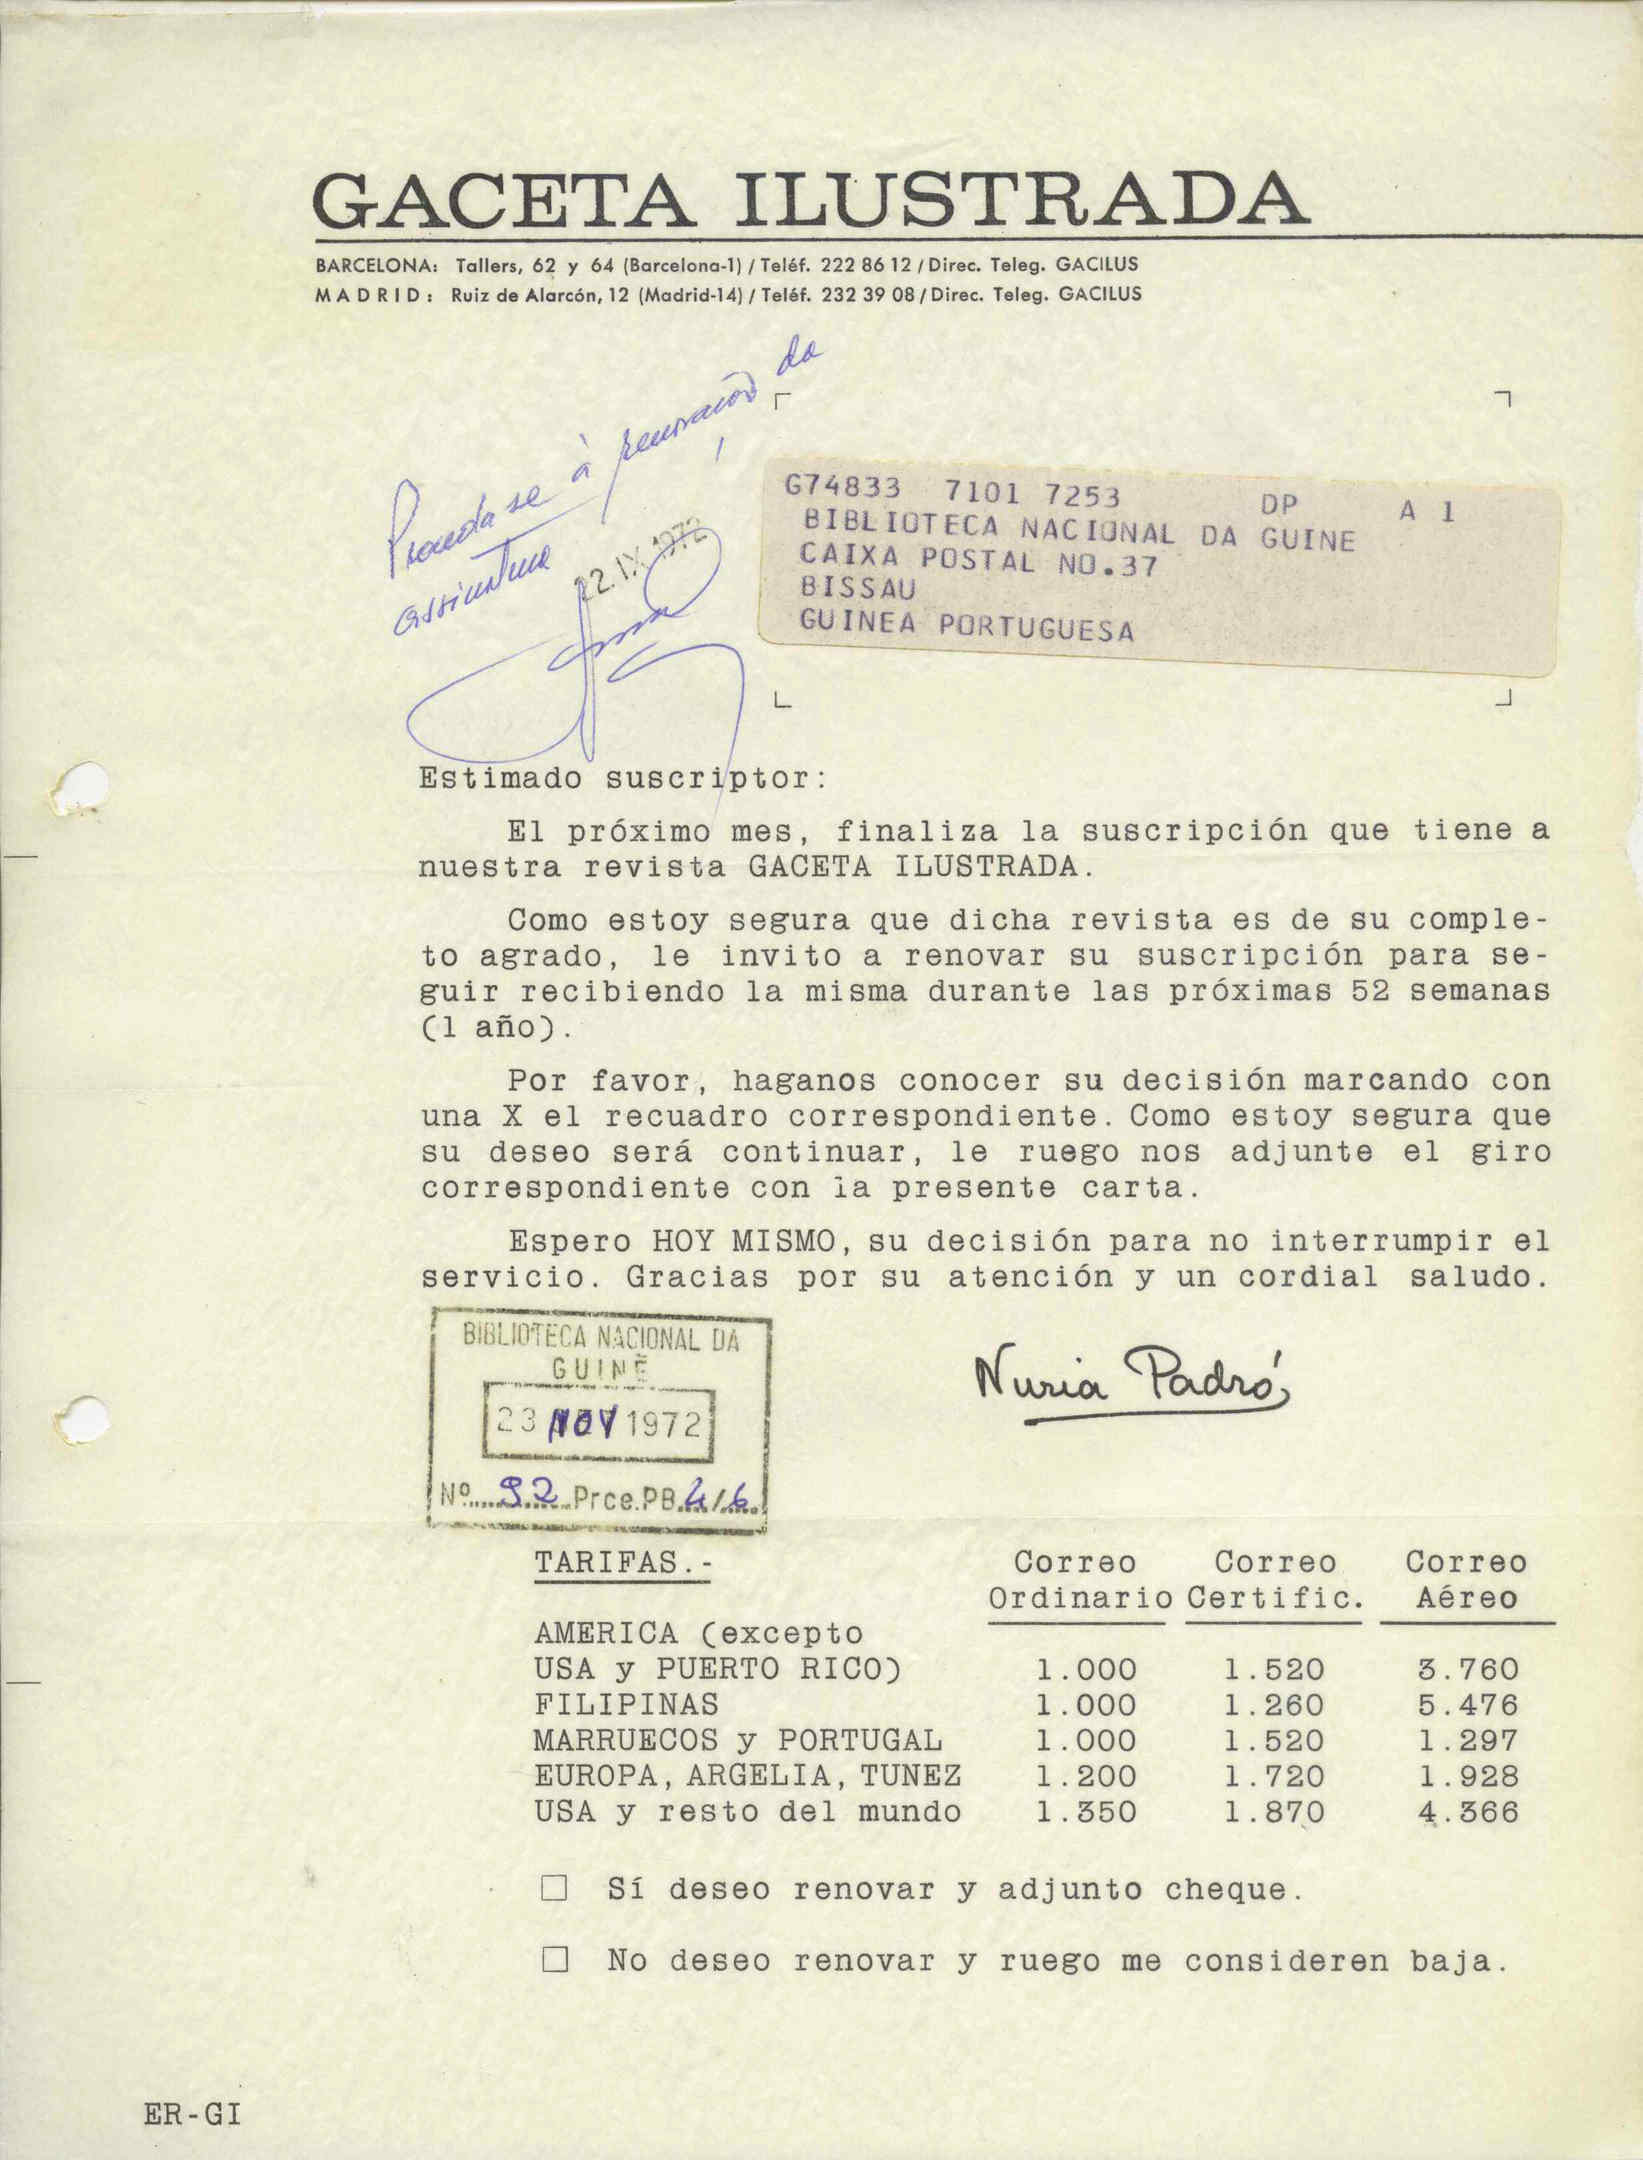 GACETA ILUSTRADA
BARCELONA: Tallers, 62 y 64 (Barcelona-1) / Teléf. 222 86 12 / Direc. Teleg. GACILUS
MADRID: Ruiz de Alarcón, 12 (Madrid-14) / Teléf. 232 39 08 / Direc. Teleg. GACILUS
Proceda se à renovação da
assinatura
22.IX.1972
G74833 7101 7253 DP A 1
BIBLIOTECA NACIONAL DA GUINE
CAIXA POSTAL NO.37
BISSAU
GUINEA PORTUGUESA
Estimado suscriptor:
El próximo mes, finaliza la suscripción que tiene a
nuestra revista GACETA ILUSTRADA.
Como estoy segura que dicha revista es de su comple-
to agrado, le invito a renovar su suscripción para se-
guir recibiendo la misma durante las próximas 52 semanas
(1 año).
Por favor, haganos conocer su decisión marcando con
una X el recuadro correspondiente. Como estoy segura que
su deseo será continuar, le ruego nos adjunte el giro
correspondiente con la presente carta.
Espero HOY MISMO, su decisión para no interrumpir el
servicio. Gracias por su atención y un cordial saludo.
BIBLIOTECA NACIONAL DA
GUINÉ
23 NOV 1972
Nº 92 Prce.PB 4/6
Nuria Padró
TARIFAS.- Correo Correo Correo
Ordinario Certific. Aéreo
AMERICA (excepto
USA y PUERTO RICO) 1.000 1.520 3.760
FILIPINAS 1.000 1.260 5.476
MARRUECOS y PORTUGAL 1.000 1.520 1.297
EUROPA, ARGELIA, TUNEZ 1.200 1.720 1.928
USA y resto del mundo 1.350 1.870 4.366
Sí deseo renovar y adjunto cheque.
No deseo renovar y ruego me consideren baja.
ER-GI